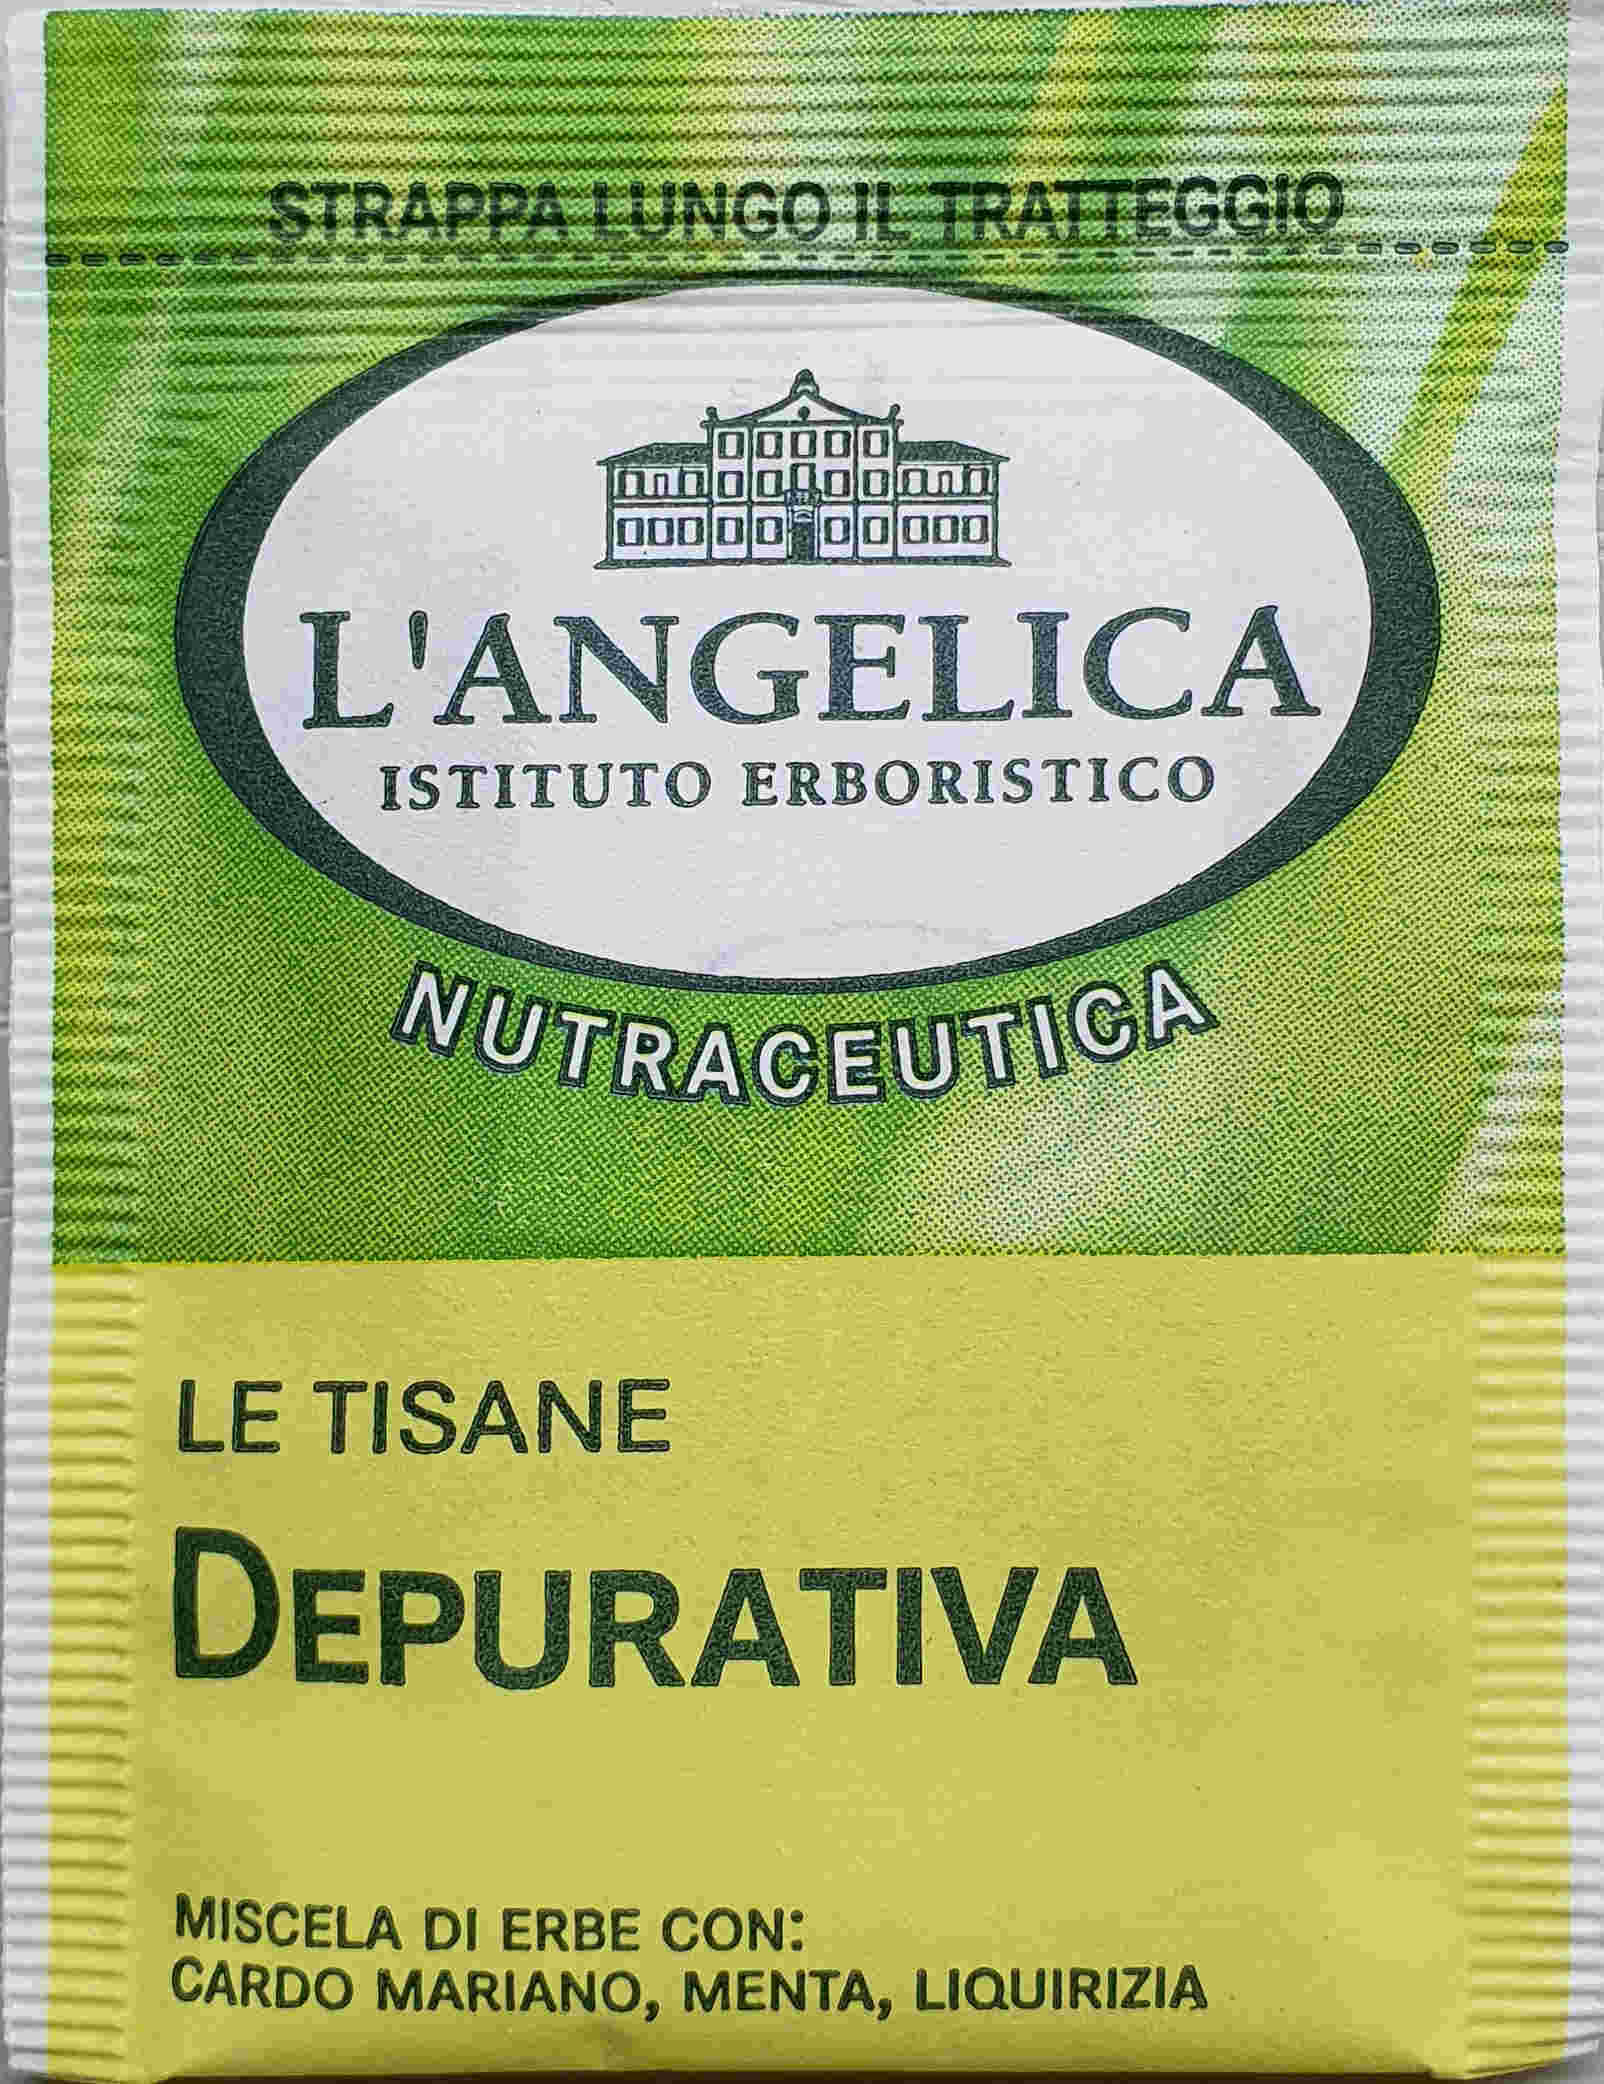 STRAPPA LUNGO IL TRATTEGGIO
L'ANGELICA
ISTITUTO ERBORISTICO
NUTRACEUTICA
LE TISANE
DEPURATIVA
MISCELA DI ERBE CON:
CARDO MARIANO, MENTA, LIQUIRIZIA